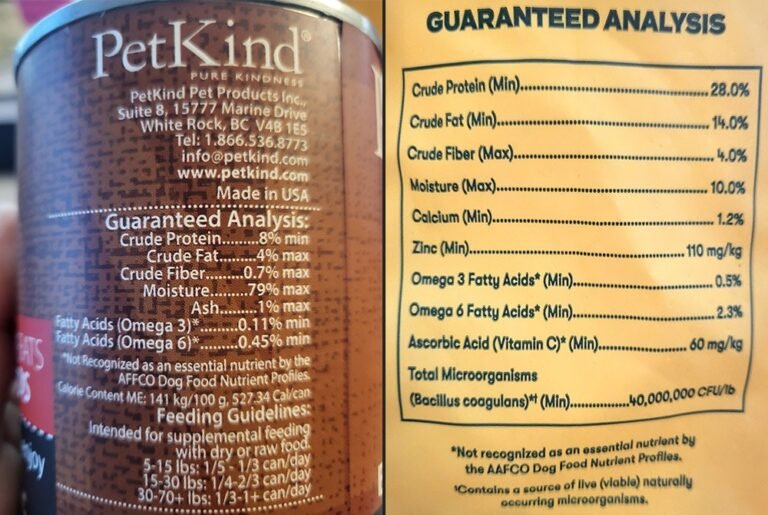 PetKind®
PURE KINDNESS
PetKind Pet Products Inc.,
Suite 8, 15777 Marine Drive
White Rock, BC V4B 1E5
Tel: 1.866.536.8773
info@petkind.com
www.petkind.com
Made in USA
Guaranteed Analysis:
Crude Protein.........8% min
Crude Fat.......4% max
Crude Fiber.......0.7% max
Moisture.......79% max
Ash.......1% max
Fatty Acids (Omega 3)*.........0.11% min
Fatty Acids (Omega 6)*.........0.45% min
*Not Recognized as an essential nutrient by the
AFFCO Dog Food Nutrient Profiles.
Calorie Content ME: 141 kg/100 g, 527.34 Cal/can
Feeding Guidelines:
Intended for supplemental feeding
with dry or raw food.
5-15 lbs: 1/5 - 1/3 can/day
15-30 lbs: 1/4-2/3 can/day
30-70+ lbs: 1/3-1+ can/day
GUARANTEED ANALYSIS
Crude Protein (Min)........28.0%
Crude Fat (Min)........14.0%
Crude Fiber (Max)........4.0%
Moisture (Max)........10.0%
Calcium (Min)........1.2%
Zinc (Min)........110 mg/kg
Omega 3 Fatty Acids* (Min)........0.5%
Omega 6 Fatty Acids* (Min)........2.3%
Ascorbic Acid (Vitamin C)* (Min)........60 mg/kg
Total Microorganisms
(Bacillus coagulans)*† (Min)........40,000,000 CFU/lb
*Not recognized as an essential nutrient by
the AAFCO Dog Food Nutrient Profiles.
†Contains a source of live (viable) naturally
occurring microorganisms.